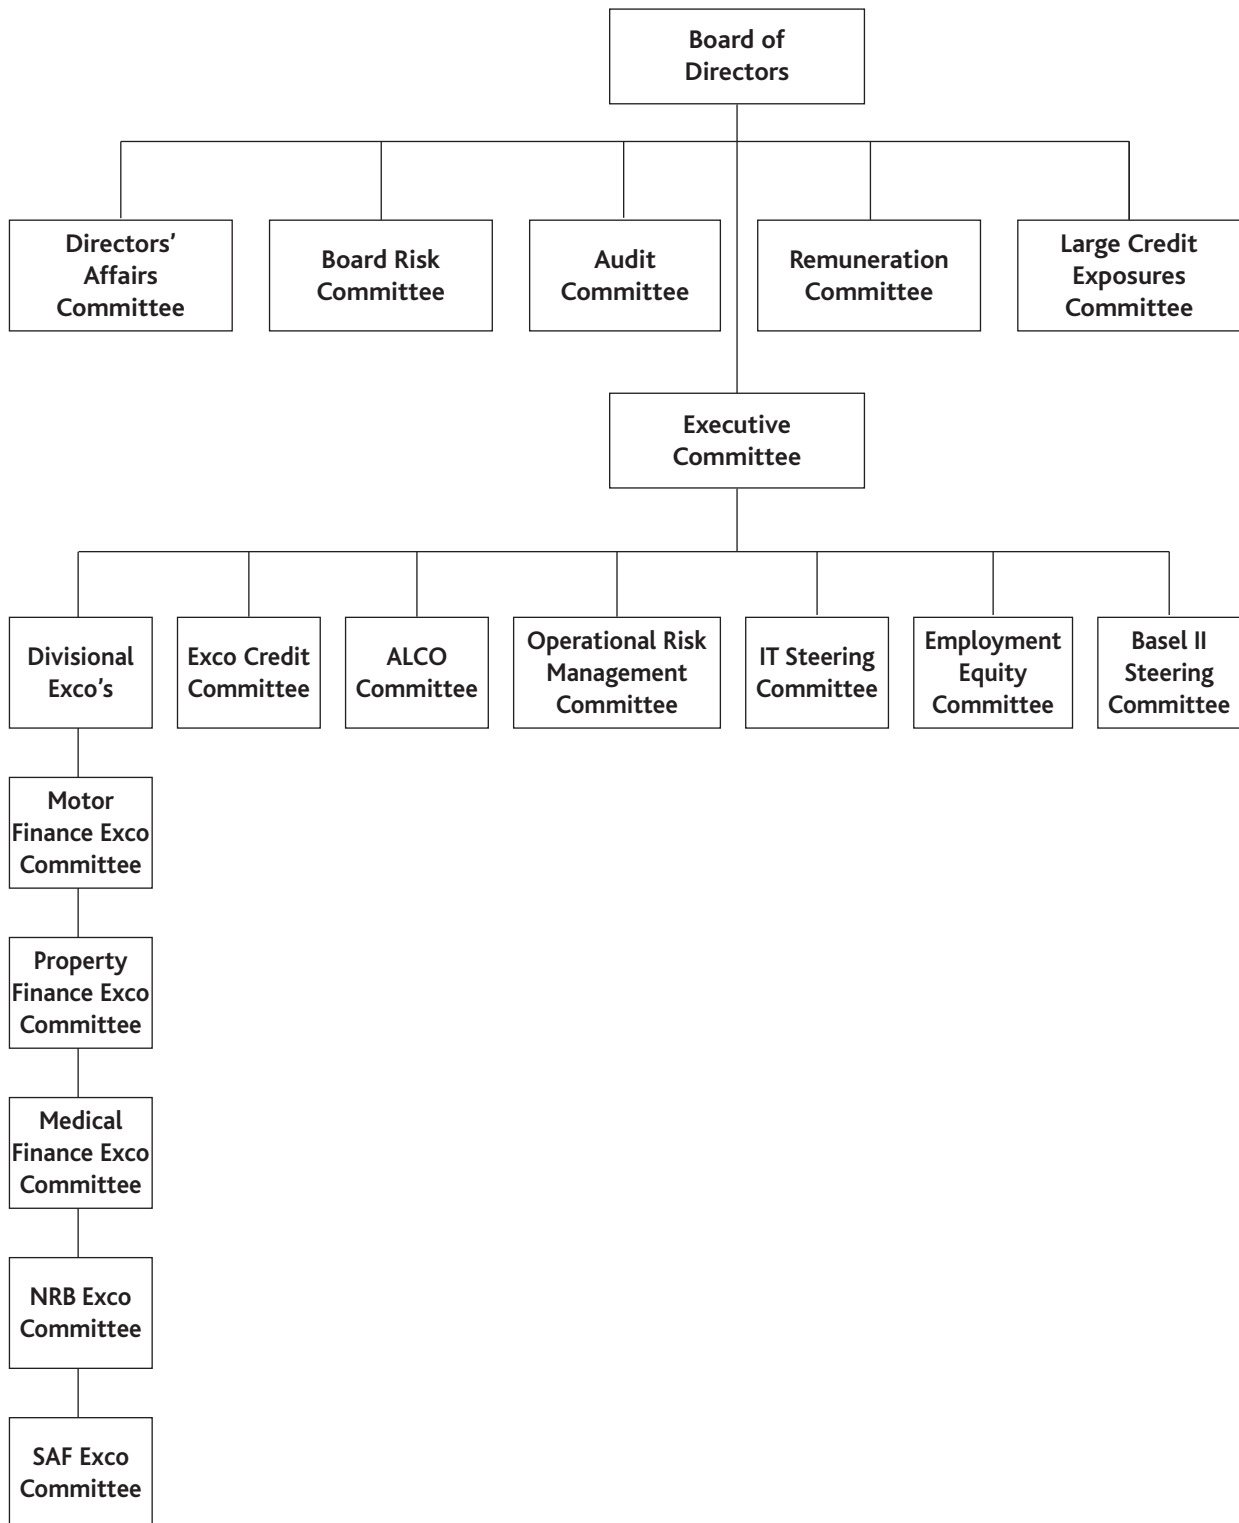 Board of
Directors
Directors’
Affairs
Committee
Board Risk
Committee
Audit
Committee
Remuneration
Committee
Large Credit
Exposures
Committee
Executive
Committee
Divisional
Exco’s
Exco Credit
Committee
ALCO
Committee
Operational Risk
Management
Committee
IT Steering
Committee
Employment
Equity
Committee
Basel II
Steering
Committee
Motor
Finance Exco
Committee
Property
Finance Exco
Committee
Medical
Finance Exco
Committee
NRB Exco
Committee
SAF Exco
Committee